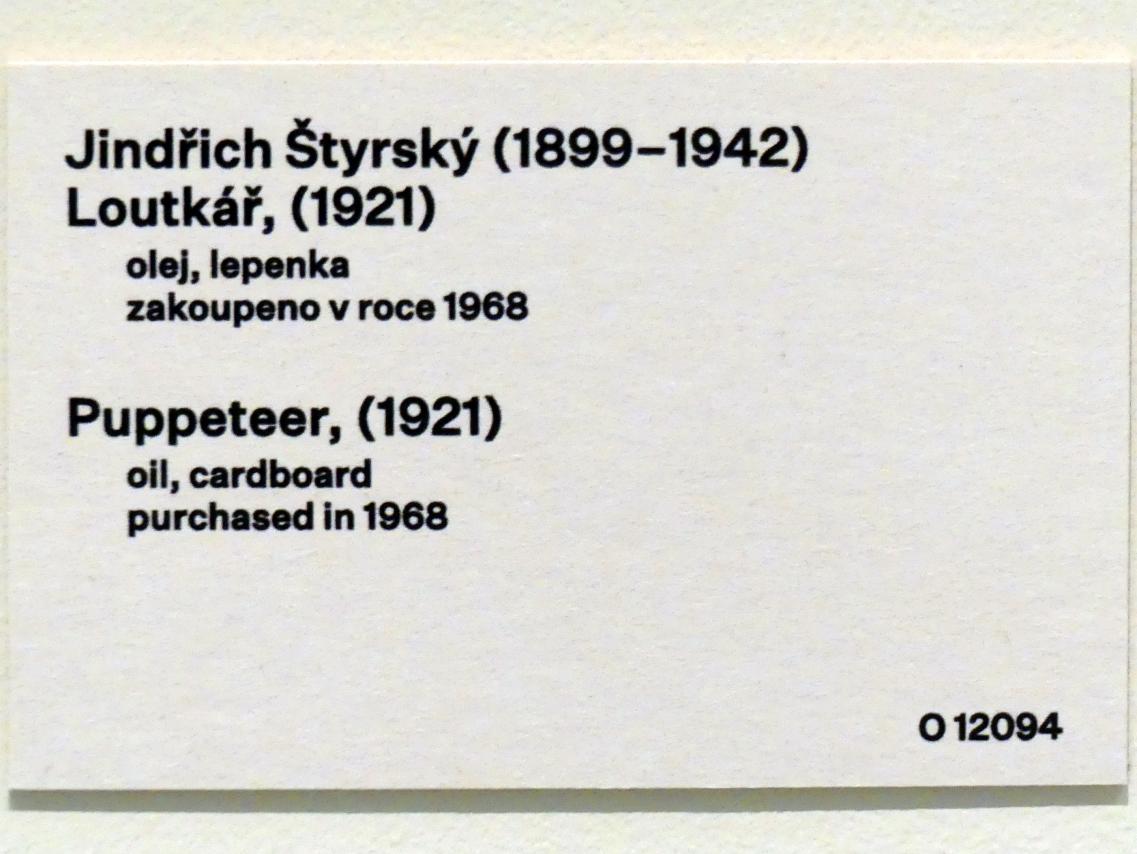 Jindřich Štyrský (1899–1942)
Loutkář, (1921)
olej, lepenka
zakoupeno v roce 1968
Puppeteer, (1921)
oil, cardboard
purchased in 1968
O 12094